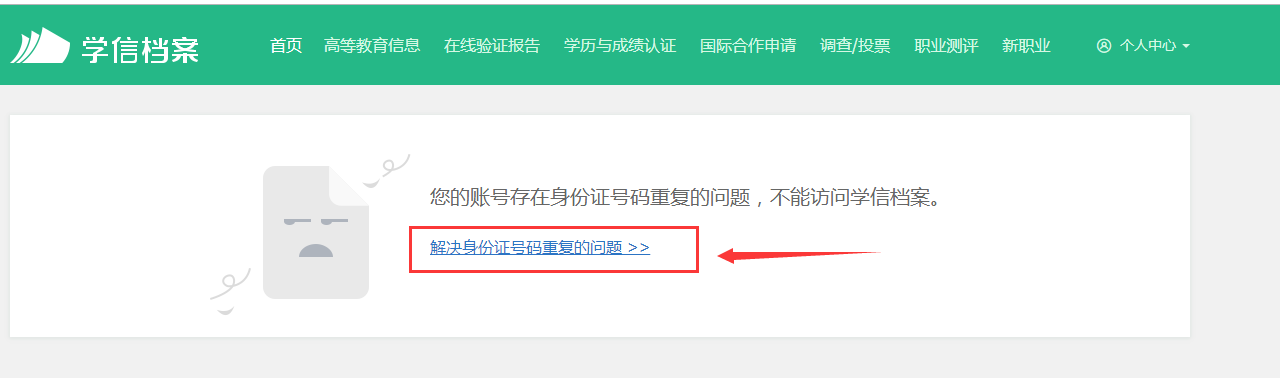 学信档案 首页 高等教育信息 在线验证报告 学历与成绩认证 国际合作申请 调查/投票 职业测评 新职业 个人中心
您的账号存在身份证号码重复的问题，不能访问学信档案。
解决身份证号码重复的问题 >>